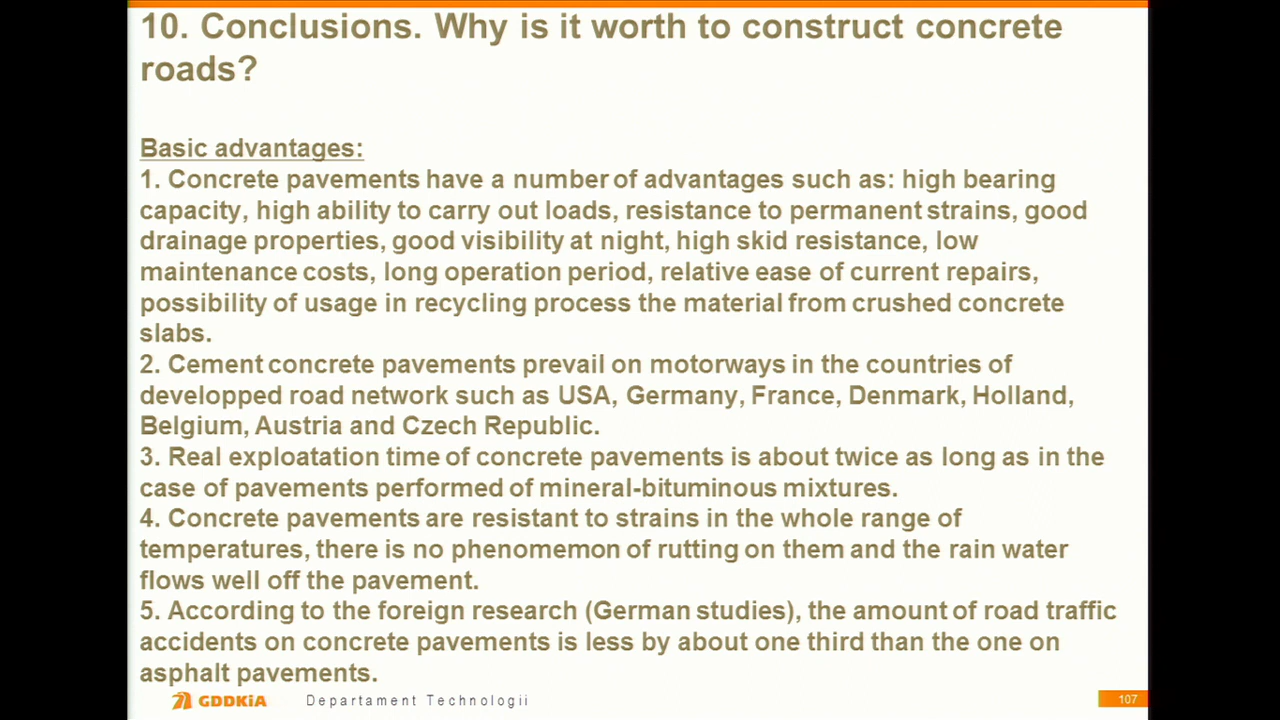 10. Conclusions. Why is it worth to construct concrete
roads?
Basic advantages:
1. Concrete pavements have a number of advantages such as: high bearing
capacity, high ability to carry out loads, resistance to permanent strains, good
drainage properties, good visibility at night, high skid resistance, low
maintenance costs, long operation period, relative ease of current repairs,
possibility of usage in recycling process the material from crushed concrete
slabs.
2. Cement concrete pavements prevail on motorways in the countries of
developped road network such as USA, Germany, France, Denmark, Holland,
Belgium, Austria and Czech Republic.
3. Real exploatation time of concrete pavements is about twice as long as in the
case of pavements performed of mineral-bituminous mixtures.
4. Concrete pavements are resistant to strains in the whole range of
temperatures, there is no phenomemon of rutting on them and the rain water
flows well off the pavement.
5. According to the foreign research (German studies), the amount of road traffic
accidents on concrete pavements is less by about one third than the one on
asphalt pavements.
GDDKiA Departament Technologii 107